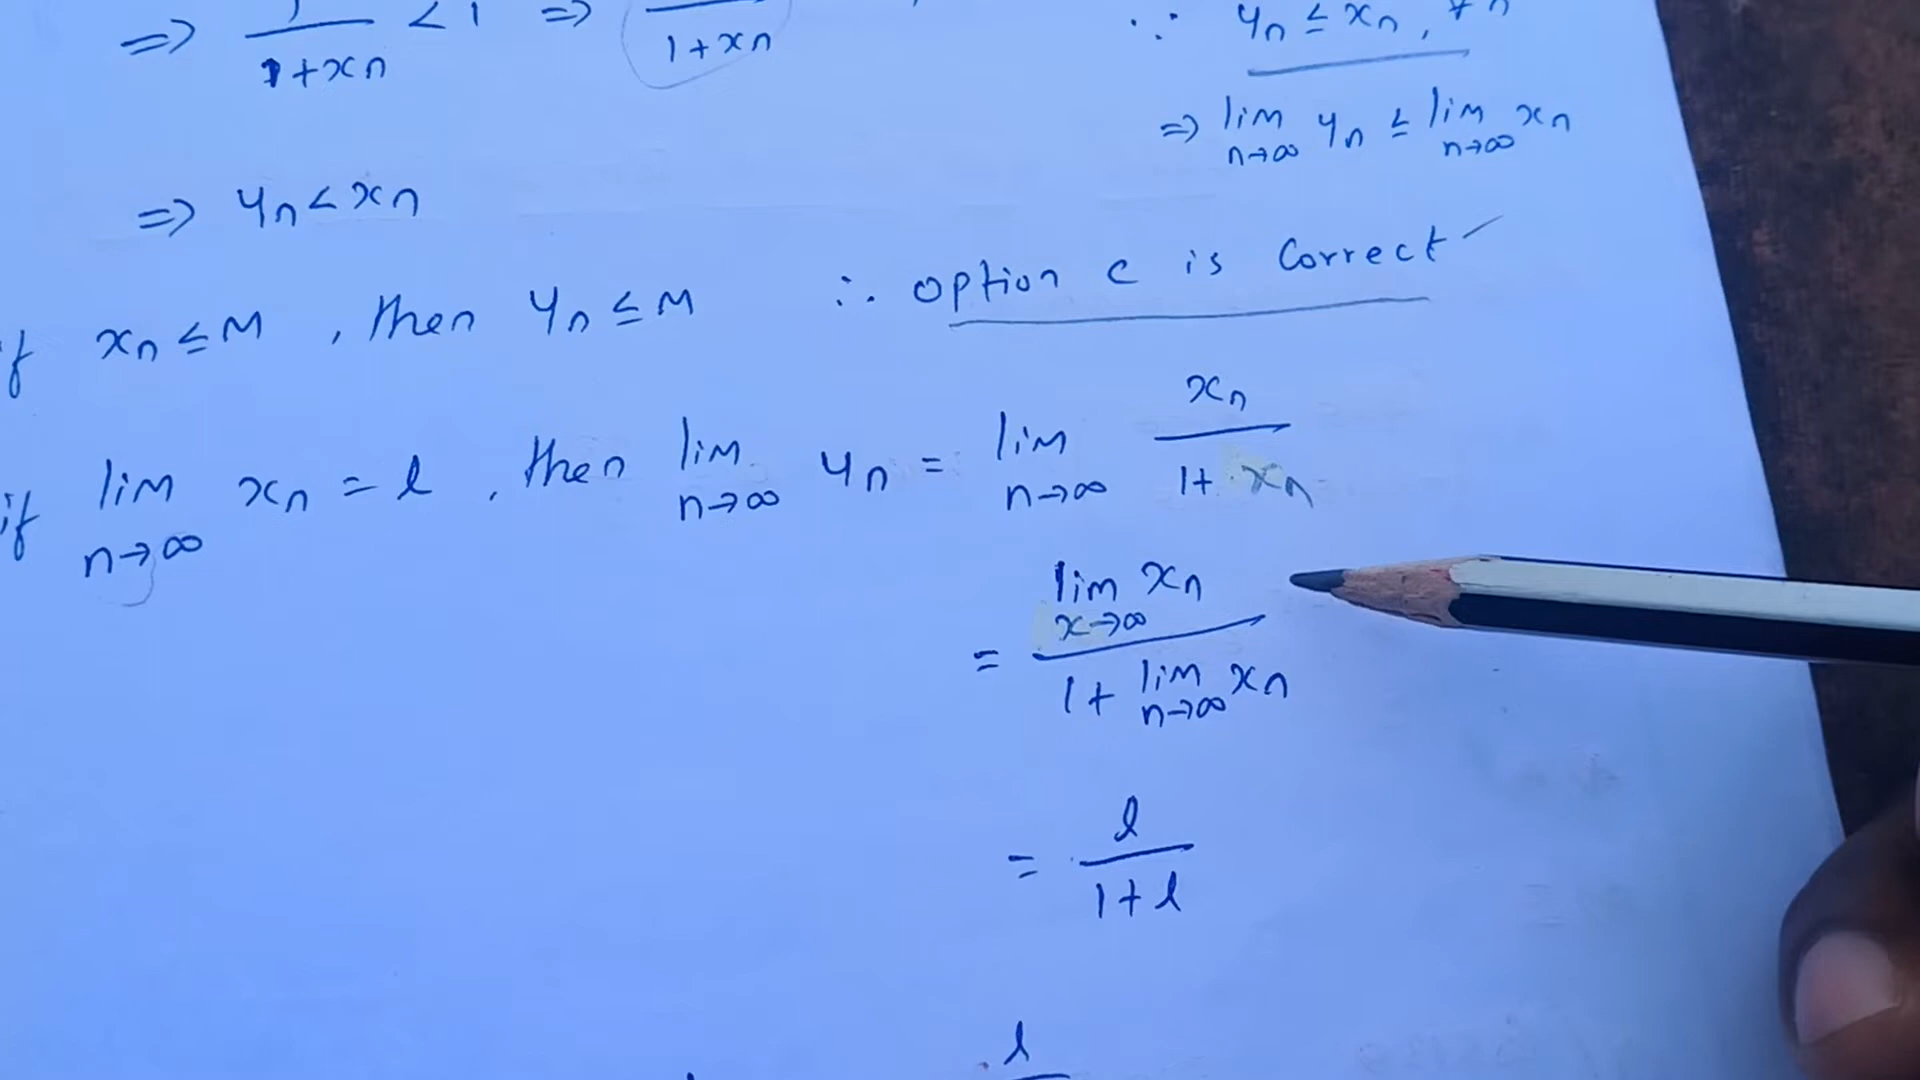 => 1/(1+xn) < 1 => /(1+xn)
∵ yn ≤ xn, ∀ n
=> lim n→∞ yn ≤ lim n→∞ xn
=> yn < xn
if xn ≤ M, then yn ≤ M
∴ option c is correct
if lim n→∞ xn = l, then lim n→∞ yn = lim n→∞ xn/(1+xn)
= lim x→∞ xn / (1 + lim n→∞ xn)
= l/(1+l)
l